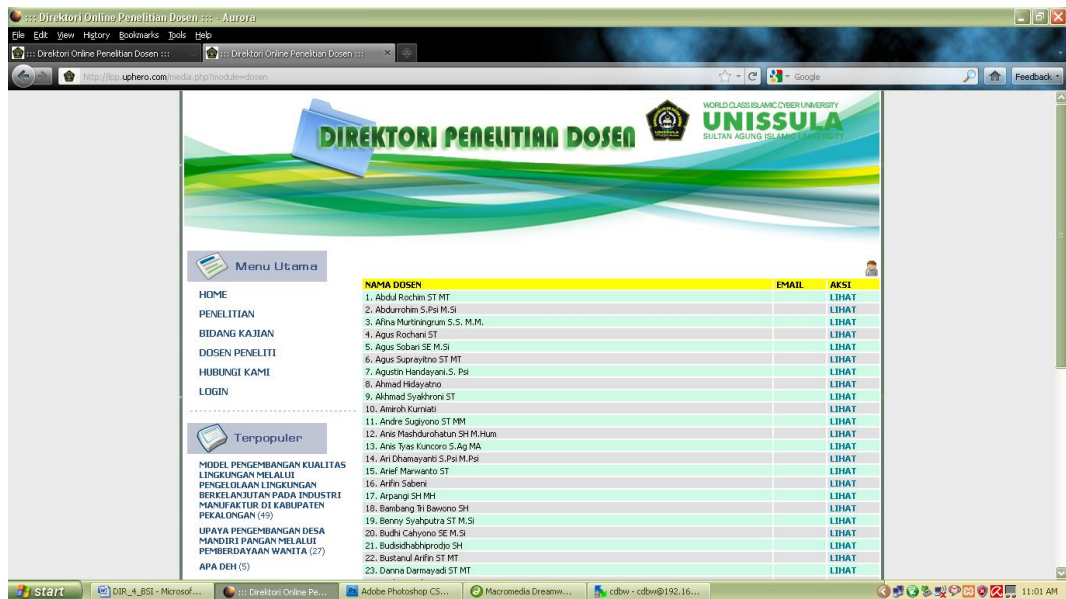 ::: Direktori Online Penelitian Dosen ::: - Aurora
File Edit View History Bookmarks Tools Help
::: Direktori Online Penelitian Dosen :::
::: Direktori Online Penelitian Dosen :::
http://lpp.uphero.com/media.php?module=dosen
Google
Feedback
DIREKTORI PENELITIAN DOSEN
WORLD CLASS ISLAMIC CYBER UNIVERSITY
UNISSULA
SULTAN AGUNG ISLAMIC UNIVERSITY
Menu Utama
HOME
PENELITIAN
BIDANG KAJIAN
DOSEN PENELITI
HUBUNGI KAMI
LOGIN
Terpopuler
MODEL PENGEMBANGAN KUALITAS
LINGKUNGAN MELALUI
PENGELOLAAN LINGKUNGAN
BERKELANJUTAN PADA INDUSTRI
MANUFAKTUR DI KABUPATEN
PEKALONGAN (49)
UPAYA PENGEMBANGAN DESA
MANDIRI PANGAN MELALUI
PEMBERDAYAAN WANITA (27)
APA DEH (5)
NAMA DOSEN EMAIL AKSI
1. Abdul Rochim ST MT LIHAT
2. Abdurrohim S.Psi M.Si LIHAT
3. Afina Murtiningrum S.S. M.M. LIHAT
4. Agus Rochani ST LIHAT
5. Agus Sobari SE M.Si LIHAT
6. Agus Suprayitno ST MT LIHAT
7. Agustin Handayani.S. Psi LIHAT
8. Ahmad Hidayatno LIHAT
9. Akhmad Syakhroni ST LIHAT
10. Amiroh Kurniati LIHAT
11. Andre Sugiyono ST MM LIHAT
12. Anis Mashdurohatun SH M.Hum LIHAT
13. Anis Tyas Kuncoro S.Ag MA LIHAT
14. Ari Dhamayanti S.Psi M.Psi LIHAT
15. Arief Marwanto ST LIHAT
16. Arifin Sabeni LIHAT
17. Arpangi SH MH LIHAT
18. Bambang Tri Bawono SH LIHAT
19. Benny Syahputra ST M.Si LIHAT
20. Budhi Cahyono SE M.Si LIHAT
21. Budisidhabhiprodjo SH LIHAT
22. Bustanul Arifin ST MT LIHAT
23. Danna Darmayadi ST MT LIHAT
start DIR_4_BSI - Microsof... ::: Direktori Online Pe... Adobe Photoshop CS... Macromedia Dreamw... cdbw - cdbw@192.16... 11:01 AM